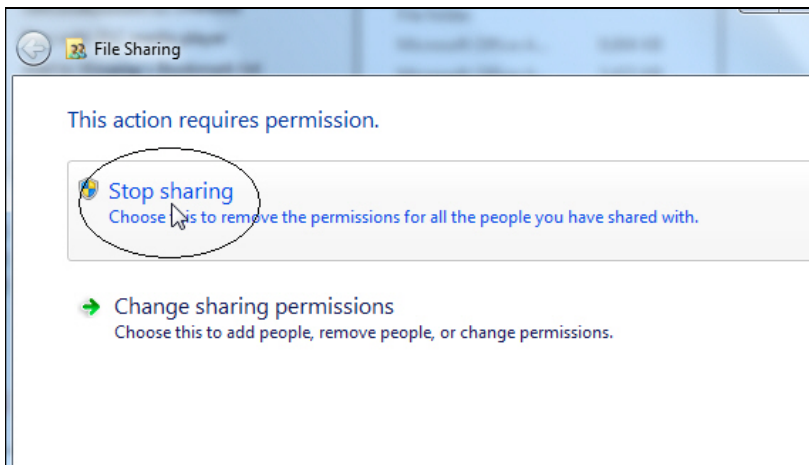 File Sharing
This action requires permission.
Stop sharing
Choose this to remove the permissions for all the people you have shared with.
Change sharing permissions
Choose this to add people, remove people, or change permissions.